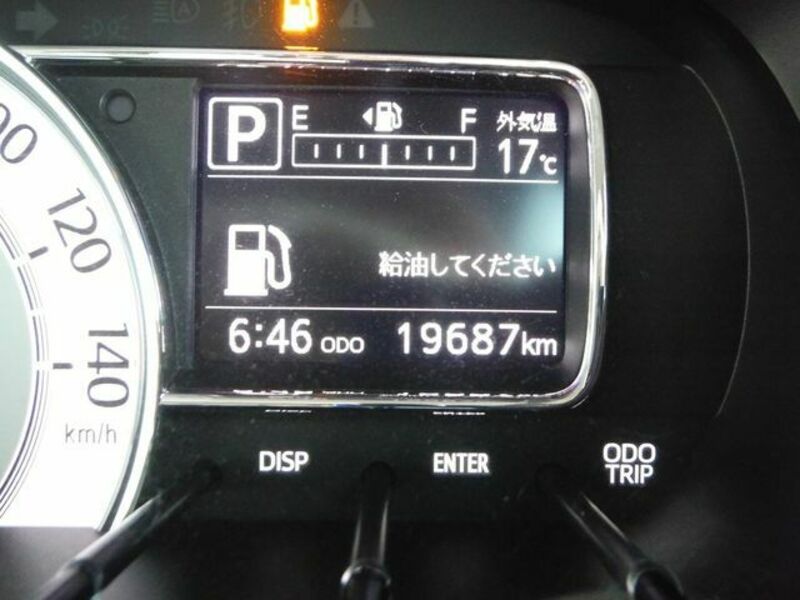 P E F 外気温
17℃
給油してください
6:46 ODO 19687km
120
140
km/h
DISP ENTER ODO TRIP